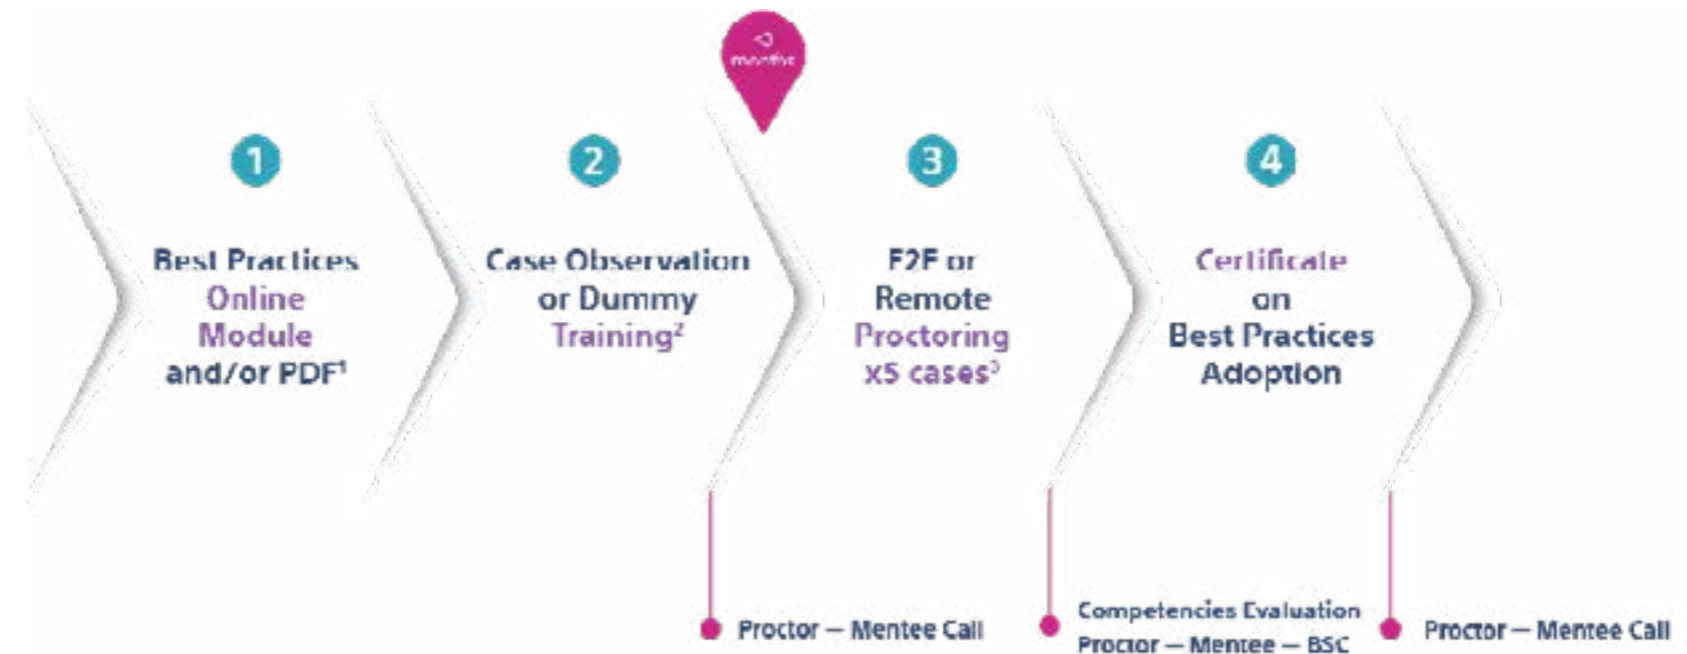 months
1
2
3
4
Best Practices
Online
Module
and/or PDF¹
Case Observation
or Dummy
Training²
F2F or
Remote
Proctoring
x5 cases³
Certificate
on
Best Practices
Adoption
Proctor — Mentee Call
Competencies Evaluation
Proctor — Mentee — BSC
Proctor — Mentee Call